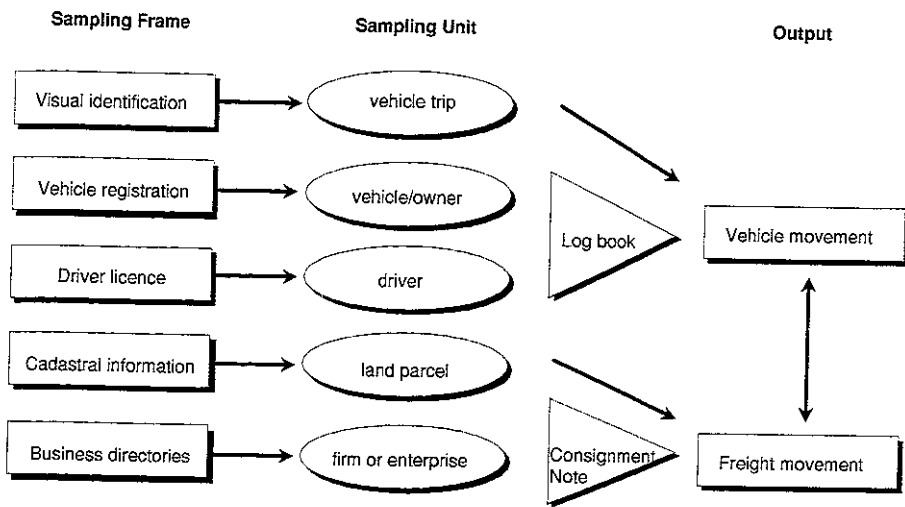 Sampling Frame
Sampling Unit
Output
Visual identification
vehicle trip
Vehicle registration
vehicle/owner
Log book
Vehicle movement
Driver licence
driver
Cadastral information
land parcel
Business directories
firm or enterprise
Consignment
Note
Freight movement